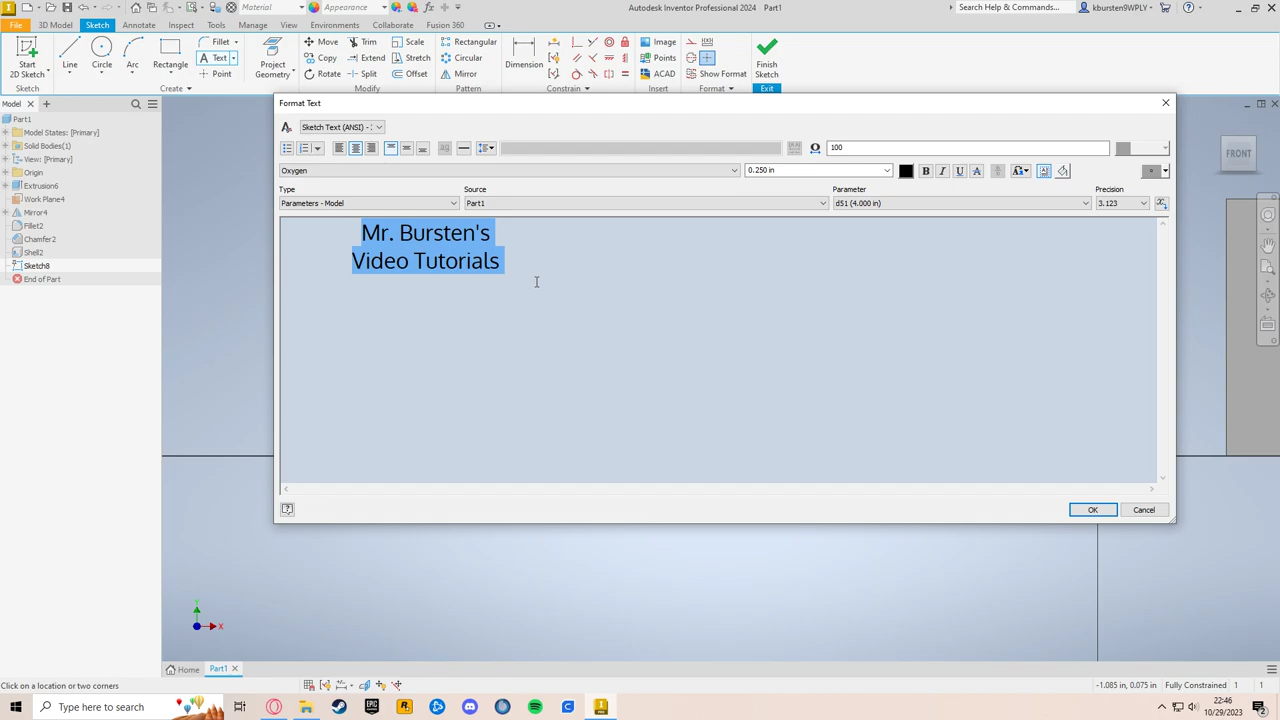 Material
Appearance
Autodesk Inventor Professional 2024 Part1
Search Help & Commands...
kbursten9WPLY
File 3D Model Sketch Annotate Inspect Tools Manage View Environments Collaborate Fusion 360
Start
2D Sketch
Line
Circle
Arc
Rectangle
Fillet
Text
Point
Project
Geometry
Move Trim Scale
Copy Extend Stretch
Rotate Split Offset
Rectangular
Circular
Mirror
Dimension
Image
Points
ACAD
Show Format
Finish
Sketch
Sketch Create Modify Pattern Constrain Insert Format Exit
Model
Part1
Model States: [Primary]
Solid Bodies(1)
View: [Primary]
Origin
Extrusion6
Work Plane4
Mirror4
Fillet2
Chamfer2
Shell2
Sketch8
End of Part
Format Text
Sketch Text (ANSI) -
100
Oxygen
0.250 in
B I U A
Type Source Parameter Precision
Parameters - Model Part1 d51 (4.000 in) 3.123
Mr. Bursten's
Video Tutorials
OK Cancel
FRONT
Y
X
Home Part1
Click on a location or two corners
-1.085 in, 0.075 in Fully Constrained 1 1
Type here to search
EPIC
R
22:46
10/29/2023
2